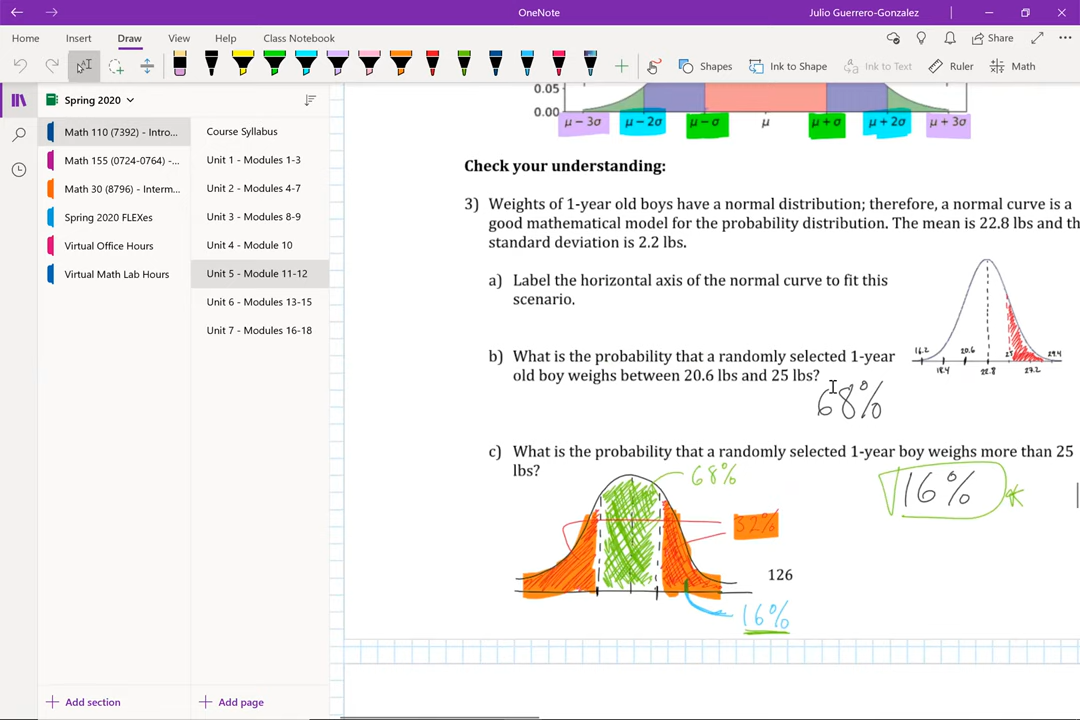 OneNote
Julio Guerrero-Gonzalez
Home Insert Draw View Help Class Notebook
Share
Shapes Ink to Shape Ink to Text Ruler Math
Spring 2020
Math 110 (7392) - Intro...
Math 155 (0724-0764) -...
Math 30 (8796) - Interm...
Spring 2020 FLEXes
Virtual Office Hours
Virtual Math Lab Hours
Course Syllabus
Unit 1 - Modules 1-3
Unit 2 - Modules 4-7
Unit 3 - Modules 8-9
Unit 4 - Module 10
Unit 5 - Module 11-12
Unit 6 - Modules 13-15
Unit 7 - Modules 16-18
Add section
Add page
0.05
0.00
μ − 3σ μ − 2σ μ − σ μ μ + σ μ + 2σ μ + 3σ
Check your understanding:
3) Weights of 1-year old boys have a normal distribution; therefore, a normal curve is a
good mathematical model for the probability distribution. The mean is 22.8 lbs and th
standard deviation is 2.2 lbs.
a) Label the horizontal axis of the normal curve to fit this
scenario.
16.2 20.6 25 29.4
18.4 22.8 27.2
b) What is the probability that a randomly selected 1-year
old boy weighs between 20.6 lbs and 25 lbs?
68%
c) What is the probability that a randomly selected 1-year boy weighs more than 25
lbs?
68%
16%
32%
126
16%